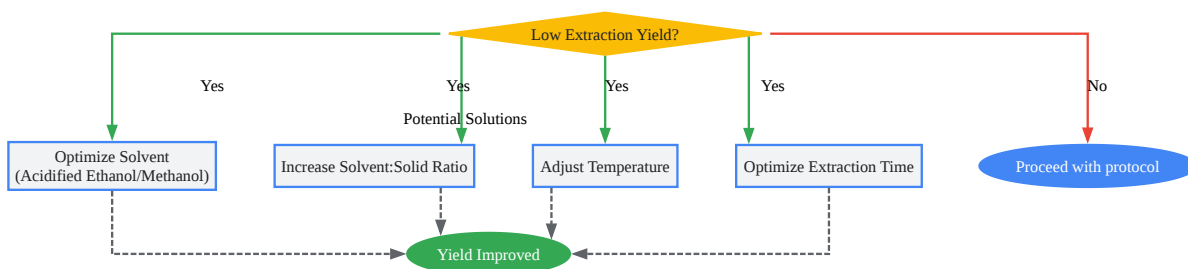 Low Extraction Yield?
Yes
Yes
Yes
Yes
No
Potential Solutions
Optimize Solvent
(Acidified Ethanol/Methanol)
Increase Solvent:Solid Ratio
Adjust Temperature
Optimize Extraction Time
Proceed with protocol
Yield Improved